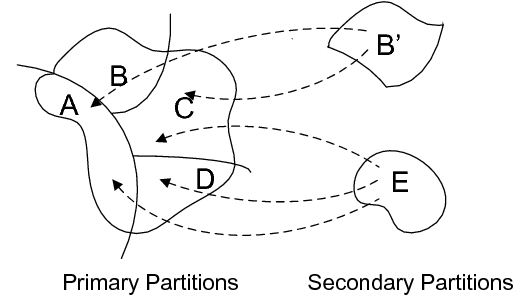 B
B’
A
C
D
E
Primary Partitions
Secondary Partitions